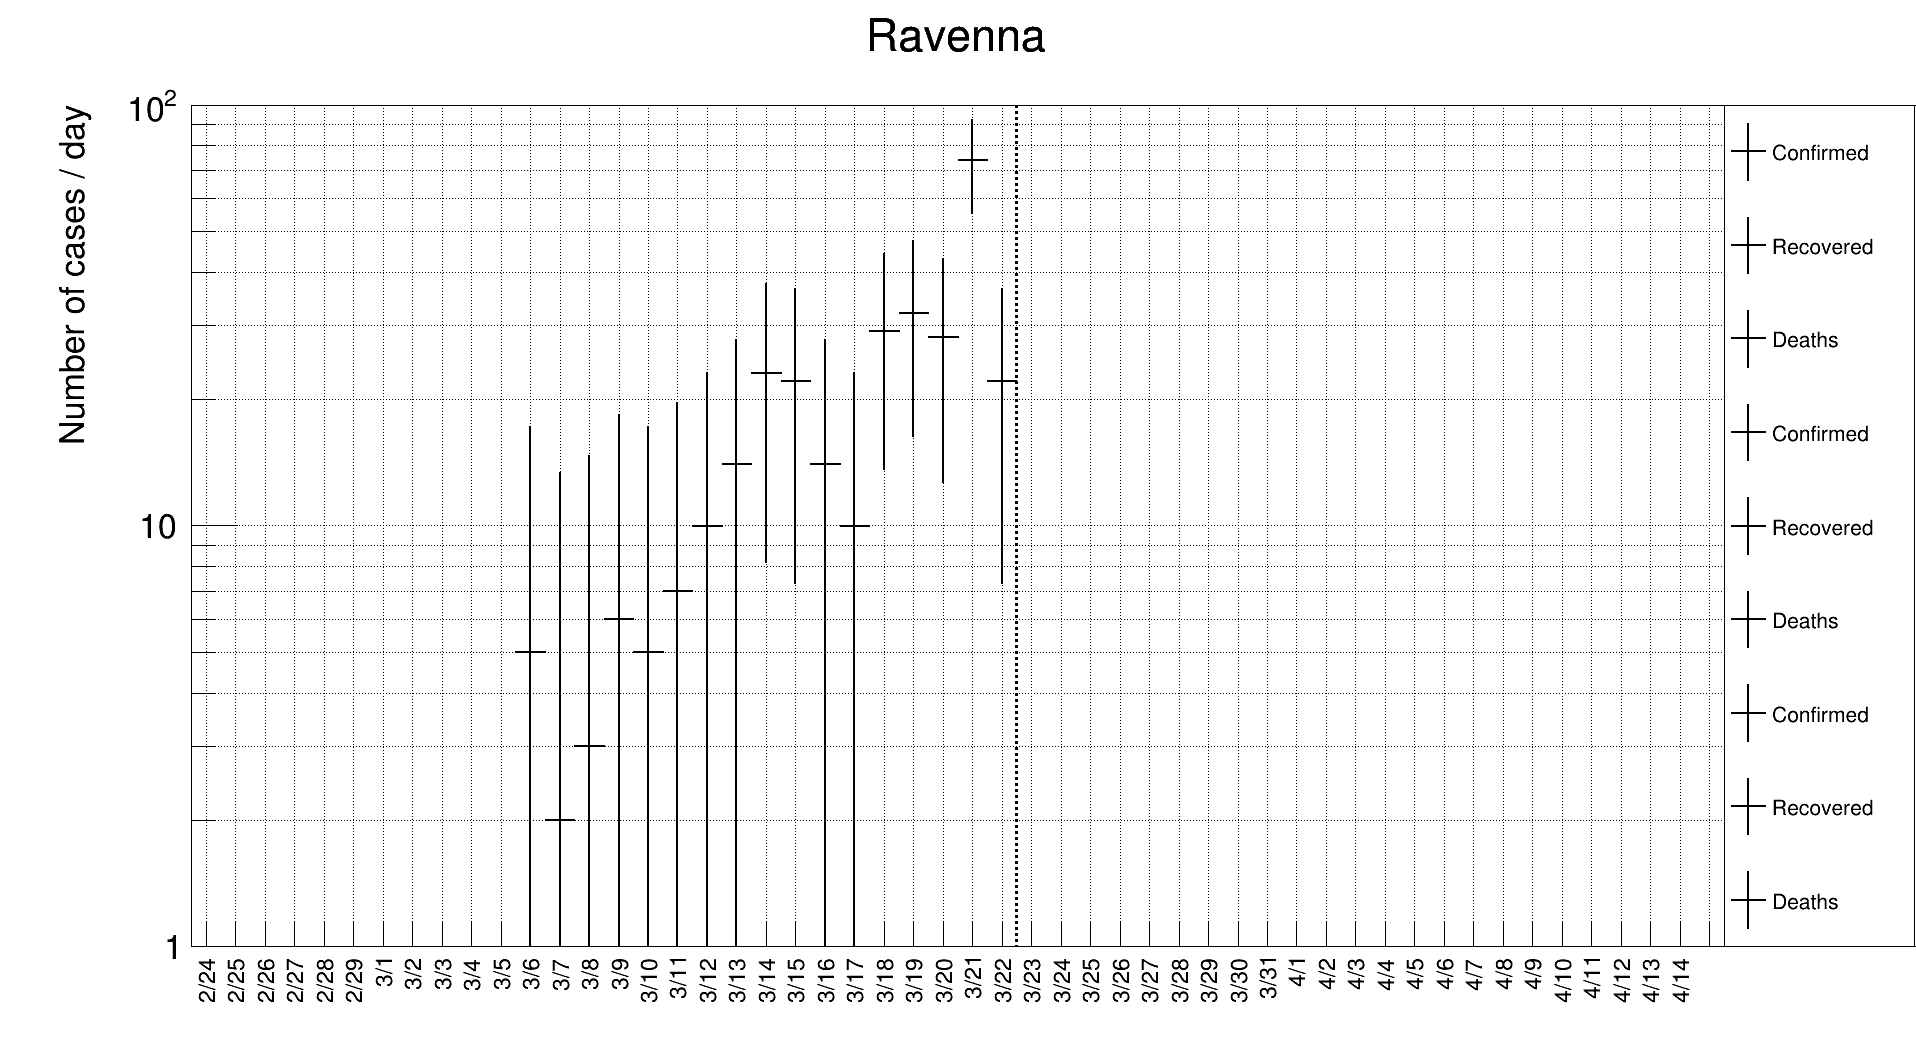 Ravenna
Number of cases / day
10²
10
1
2/24 2/25 2/26 2/27 2/28 2/29 3/1 3/2 3/3 3/4 3/5 3/6 3/7 3/8 3/9 3/10 3/11 3/12 3/13 3/14 3/15 3/16 3/17 3/18 3/19 3/20 3/21 3/22 3/23 3/24 3/25 3/26 3/27 3/28 3/29 3/30 3/31 4/1 4/2 4/3 4/4 4/5 4/6 4/7 4/8 4/9 4/10 4/11 4/12 4/13 4/14
Confirmed
Recovered
Deaths
Confirmed
Recovered
Deaths
Confirmed
Recovered
Deaths